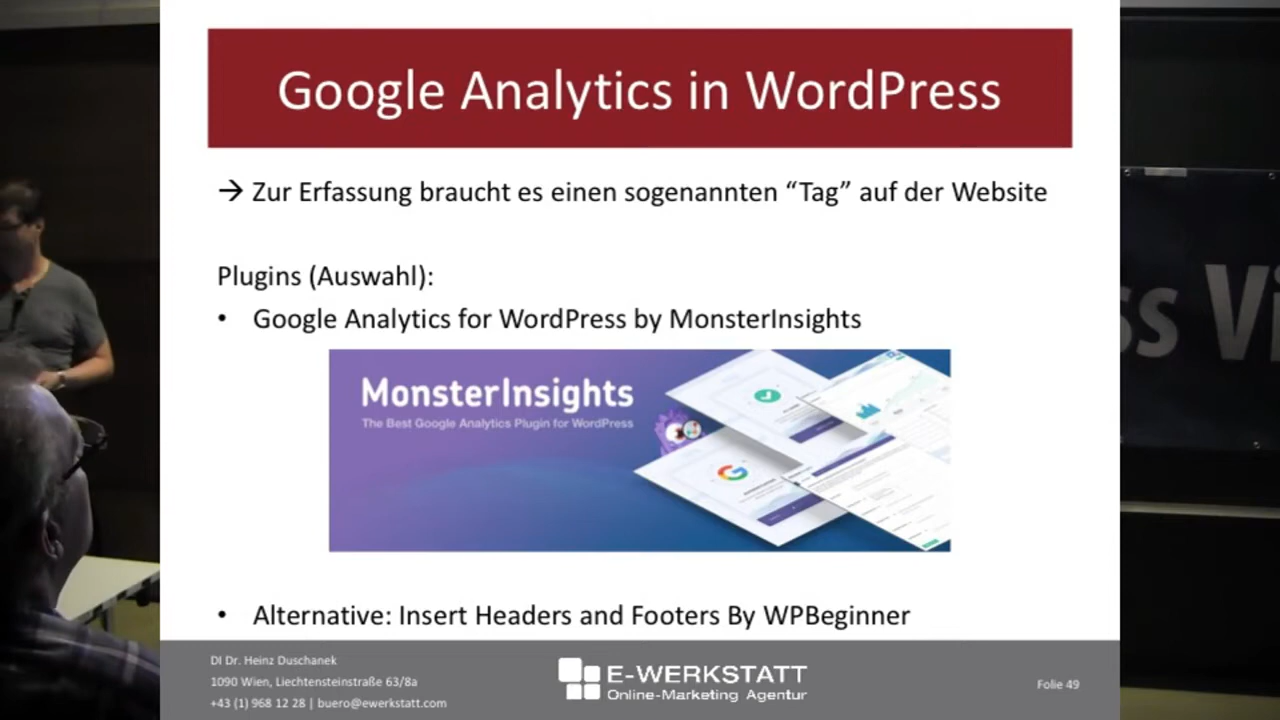 Google Analytics in WordPress
→ Zur Erfassung braucht es einen sogenannten “Tag” auf der Website
Plugins (Auswahl):
• Google Analytics for WordPress by MonsterInsights
MonsterInsights
The Best Google Analytics Plugin for WordPress
• Alternative: Insert Headers and Footers By WPBeginner
DI Dr. Heinz Duschanek
1090 Wien, Liechtensteinstraße 63/8a
+43 (1) 968 12 28 | buero@ewerkstatt.com
E-WERKSTATT
Online-Marketing Agentur
Folie 49